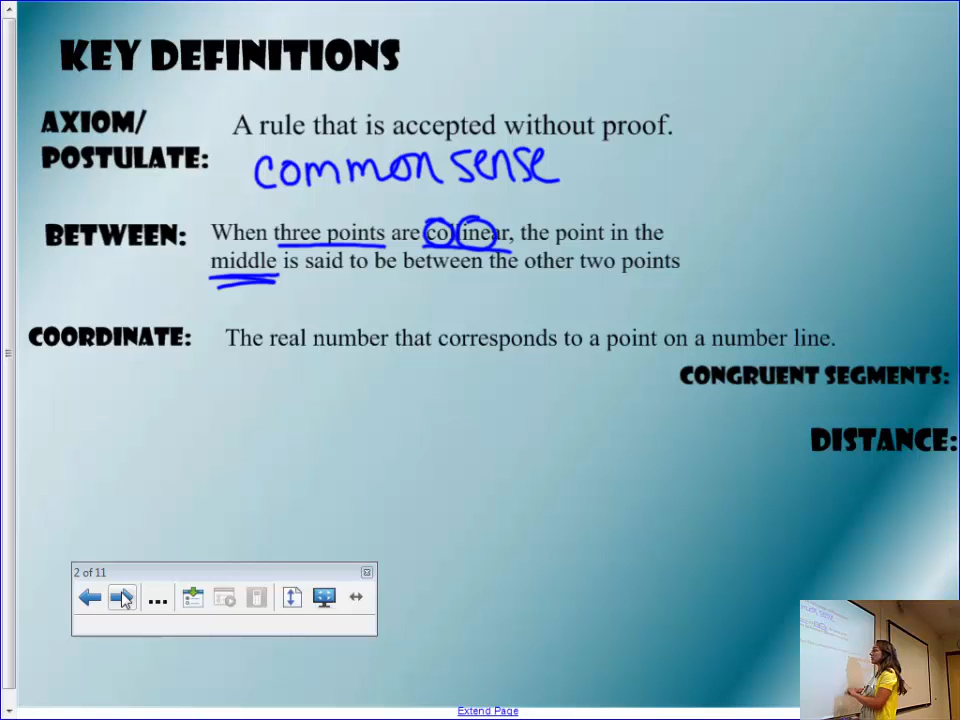 KEY DEFINITIONS
AXIOM/
POSTULATE:
A rule that is accepted without proof.
common sense
BETWEEN:
When three points are collinear, the point in the
middle is said to be between the other two points
COORDINATE:
The real number that corresponds to a point on a number line.
CONGRUENT SEGMENTS:
DISTANCE:
2 of 11
Extend Page